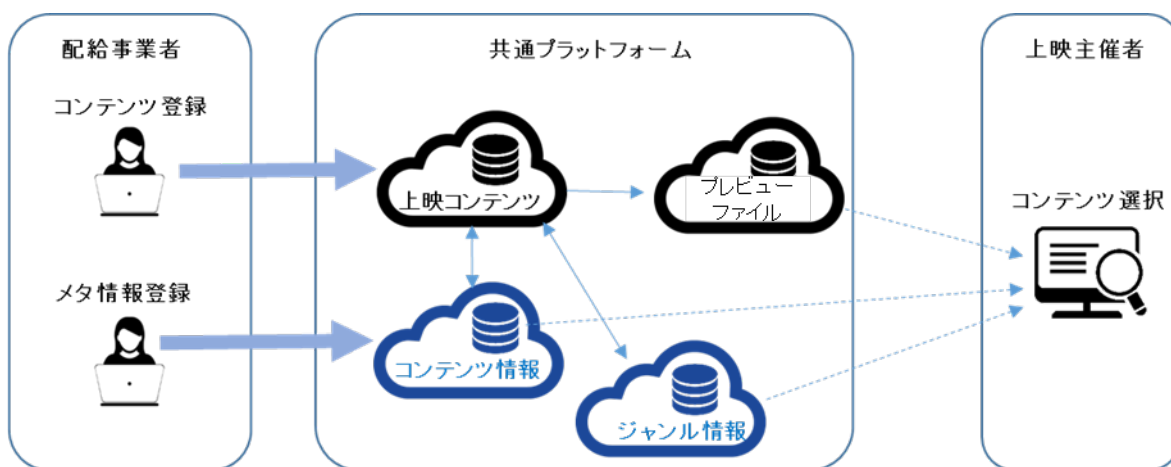 配給事業者
コンテンツ登録
メタ情報登録
共通プラットフォーム
上映コンテンツ
プレビュー
ファイル
コンテンツ情報
ジャンル情報
上映主催者
コンテンツ選択